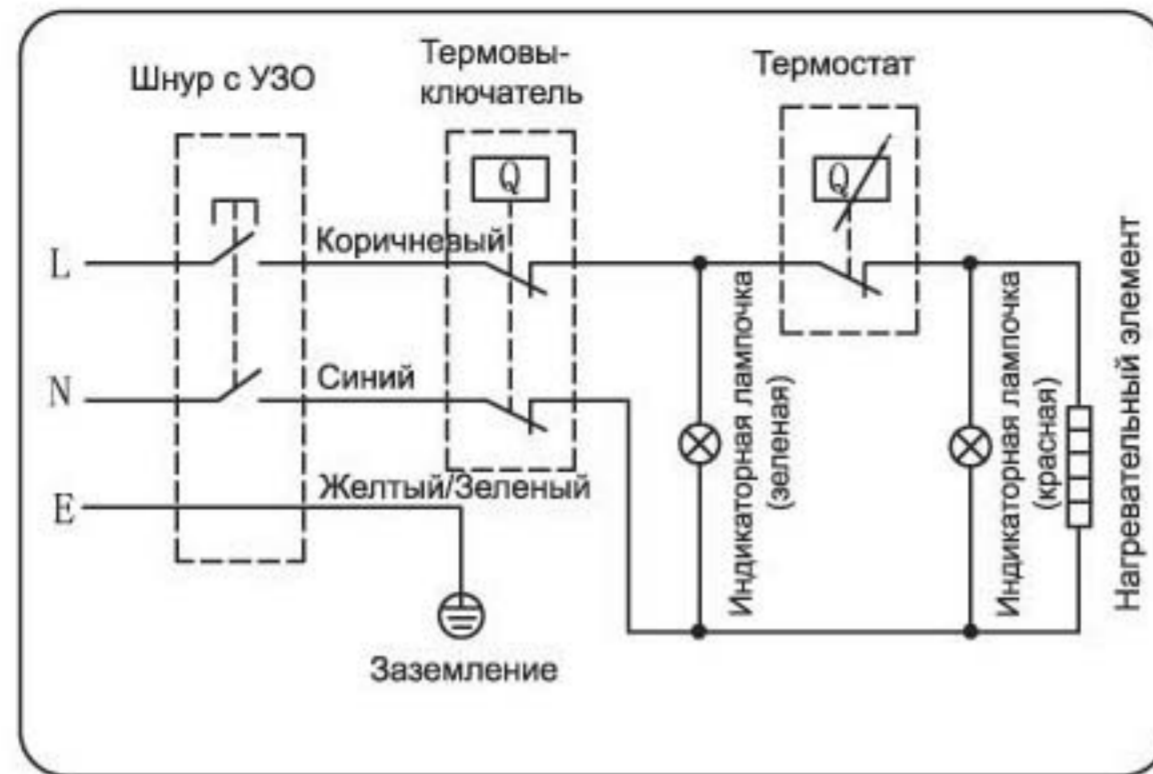 Шнур с УЗО
Термовы-
ключатель
Термостат
Q
Q
L
Коричневый
N
Синий
E
Желтый/Зеленый
Заземление
Индикаторная лампочка
(зеленая)
Индикаторная лампочка
(красная)
Нагревательный элемент